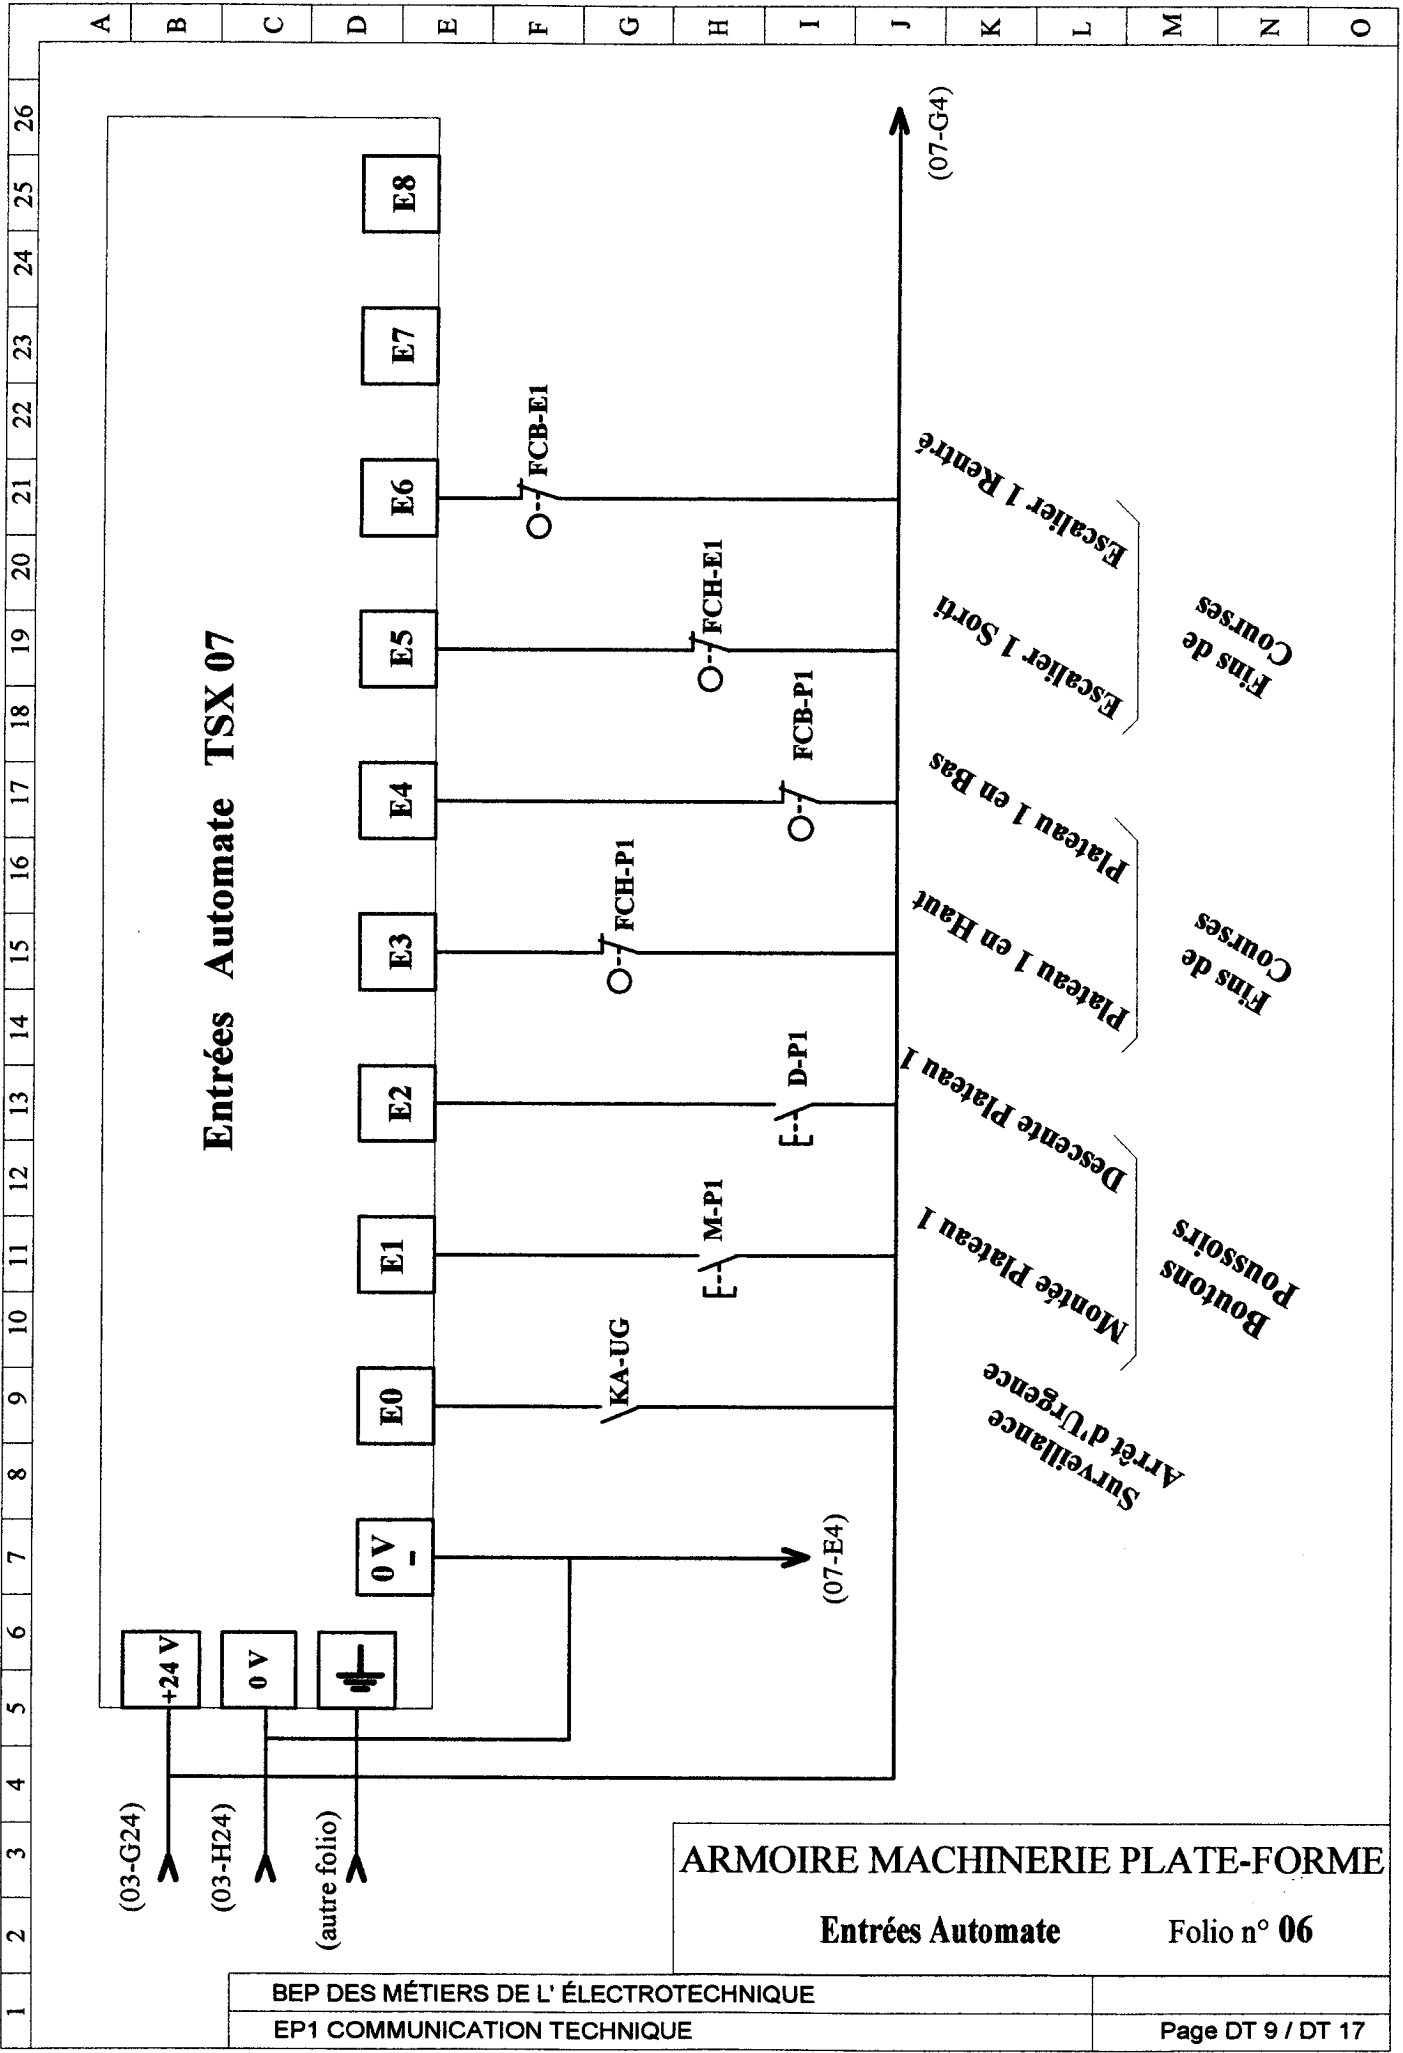 A B C D E F G H I J K L M N O
26
25
24
23
22
21
20
19
18
17
16
15
14
13
12
11
10
9
8
7
6
5
4
3
2
1
Entrées Automate TSX 07
+24 V
0 V
0 V
-
E0
E1
E2
E3
E4
E5
E6
E7
E8
(03-G24)
(03-H24)
(autre folio)
(07-E4)
(07-G4)
KA-UG
M-P1
D-P1
FCH-P1
FCB-P1
FCH-E1
FCB-E1
Surveillance
Arrêt d'Urgence
Montée Plateau 1
Descente Plateau 1
Boutons
Poussoirs
Plateau 1 en Haut
Plateau 1 en Bas
Fins de
Courses
Escalier 1 Sorti
Escalier 1 Rentré
Fins de
Courses
ARMOIRE MACHINERIE PLATE-FORME
Entrées Automate Folio n° 06
BEP DES MÉTIERS DE L' ÉLECTROTECHNIQUE
EP1 COMMUNICATION TECHNIQUE Page DT 9 / DT 17